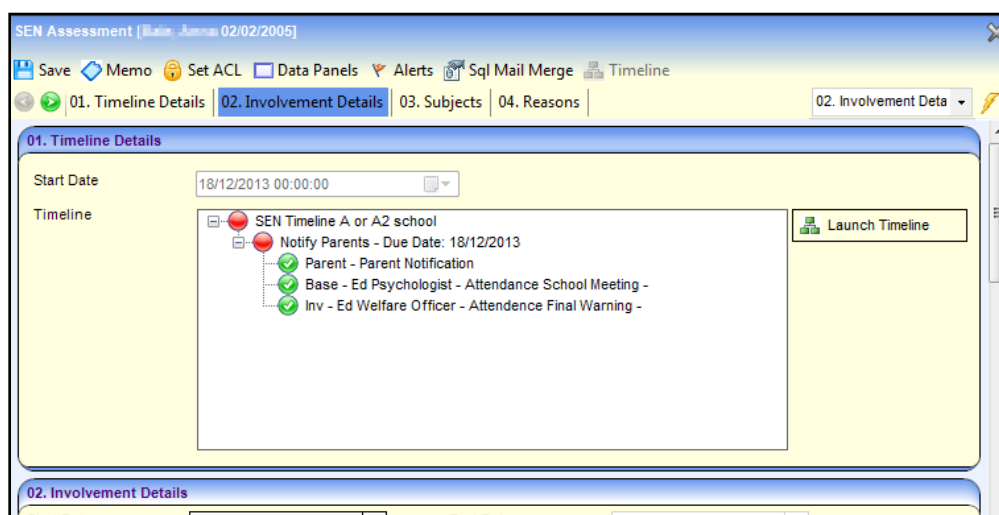 SEN Assessment [ 02/02/2005]
Save Memo Set ACL Data Panels Alerts Sql Mail Merge Timeline
01. Timeline Details 02. Involvement Details 03. Subjects 04. Reasons 02. Involvement Deta
01. Timeline Details
Start Date 18/12/2013 00:00:00
Timeline SEN Timeline A or A2 school Launch Timeline
Notify Parents - Due Date: 18/12/2013
Parent - Parent Notification
Base - Ed Psychologist - Attendance School Meeting -
Inv - Ed Welfare Officer - Attendence Final Warning -
02. Involvement Details